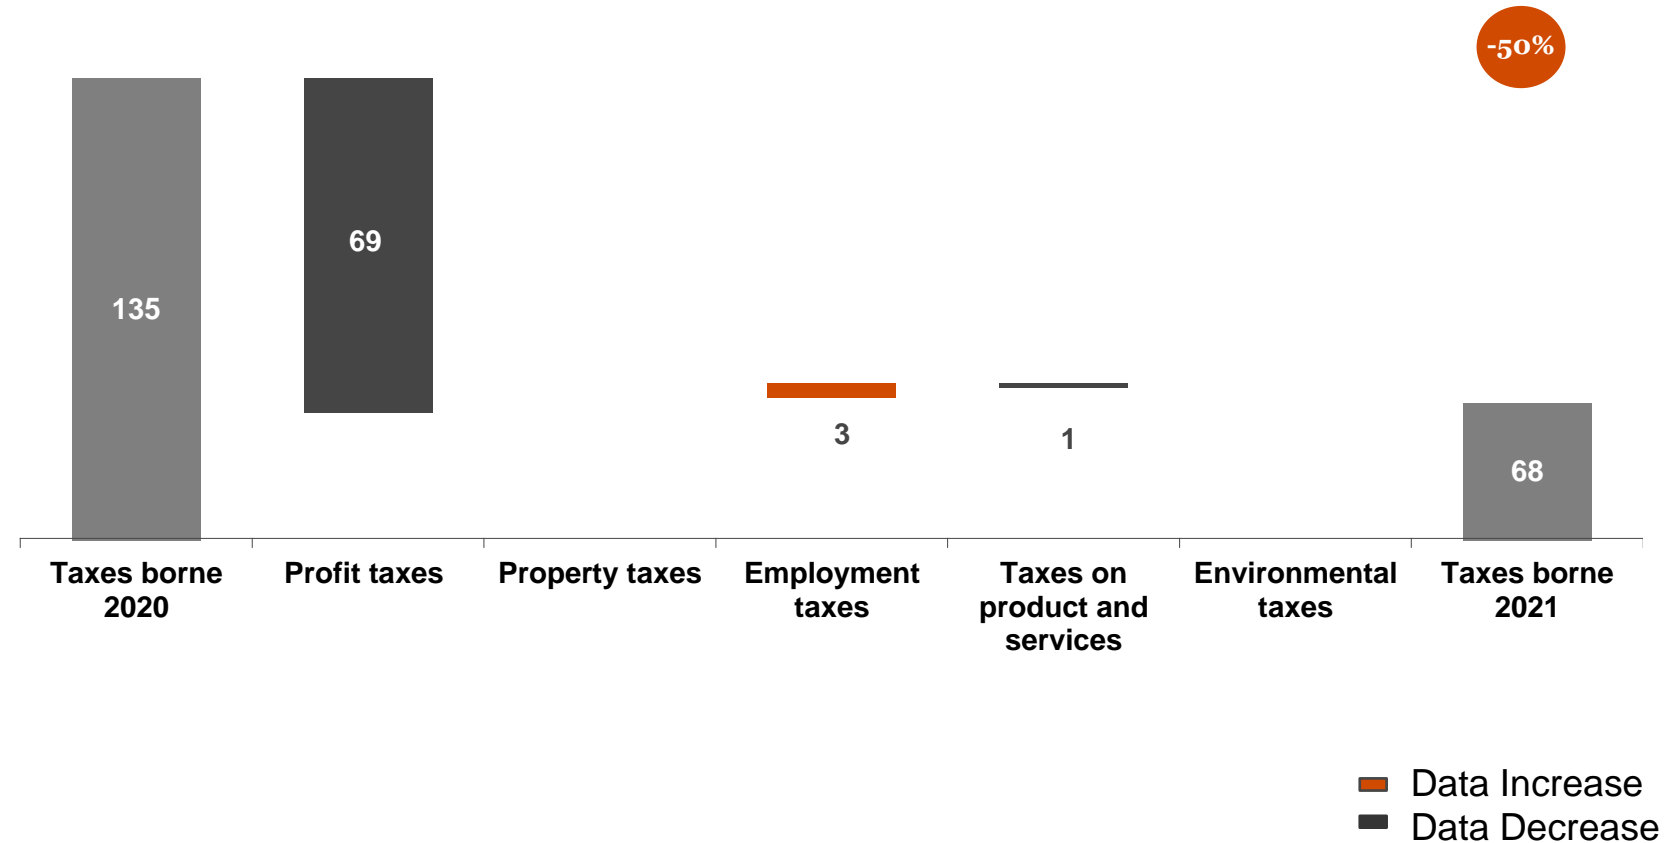 -50%
135
69
3
1
68
Taxes borne
2020
Profit taxes
Property taxes
Employment
taxes
Taxes on
product and
services
Environmental
taxes
Taxes borne
2021
Data Increase
Data Decrease